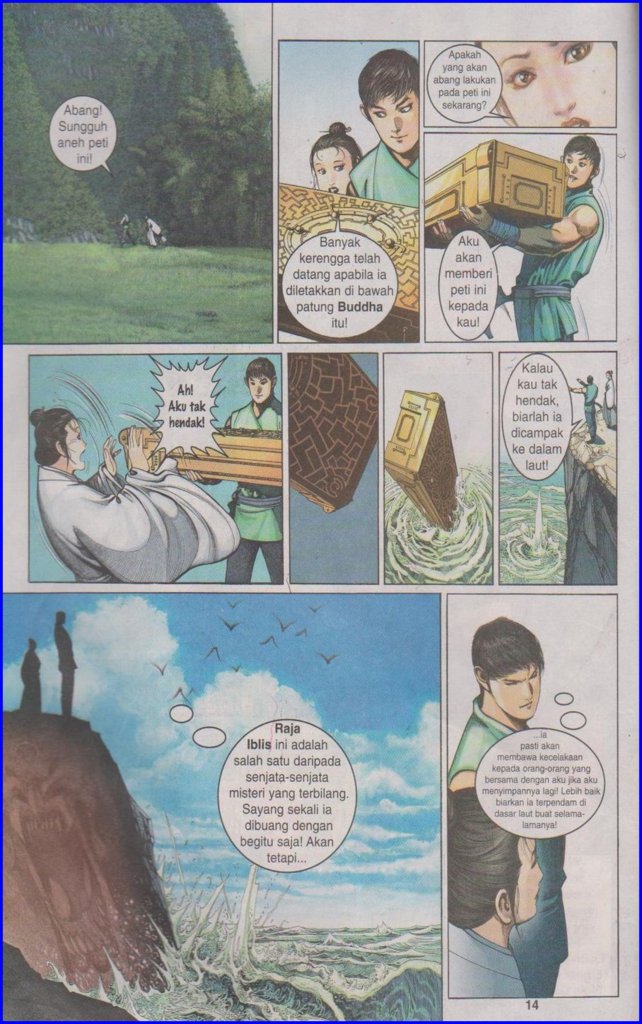 Abang!
Sungguh
aneh peti
ini!
Banyak
kerengga telah
datang apabila ia
diletakkan di bawah
patung Buddha
itu!
Apakah
yang akan
abang lakukan
pada peti ini
sekarang?
Aku
akan
memberi
peti ini
kepada
kau!
Ah!
Aku tak
hendak!
Kalau
kau tak
hendak,
biarlah ia
dicampak
ke dalam
laut!
Raja
Iblis ini adalah
salah satu daripada
senjata-senjata
misteri yang terbilang.
Sayang sekali ia
dibuang dengan
begitu saja! Akan
tetapi...
...ia
pasti akan
membawa kecelakaan
kepada orang-orang yang
bersama dengan aku jika aku
menyimpannya lagi! Lebih baik
biarkan ia terpendam di
dasar laut buat selama-
lamanya!
14